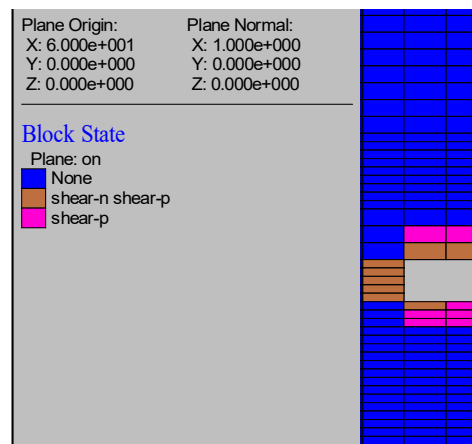 Plane Origin: Plane Normal:
X: 6.000e+001 X: 1.000e+000
Y: 0.000e+000 Y: 0.000e+000
Z: 0.000e+000 Z: 0.000e+000
Block State
Plane: on
None
shear-n shear-p
shear-p